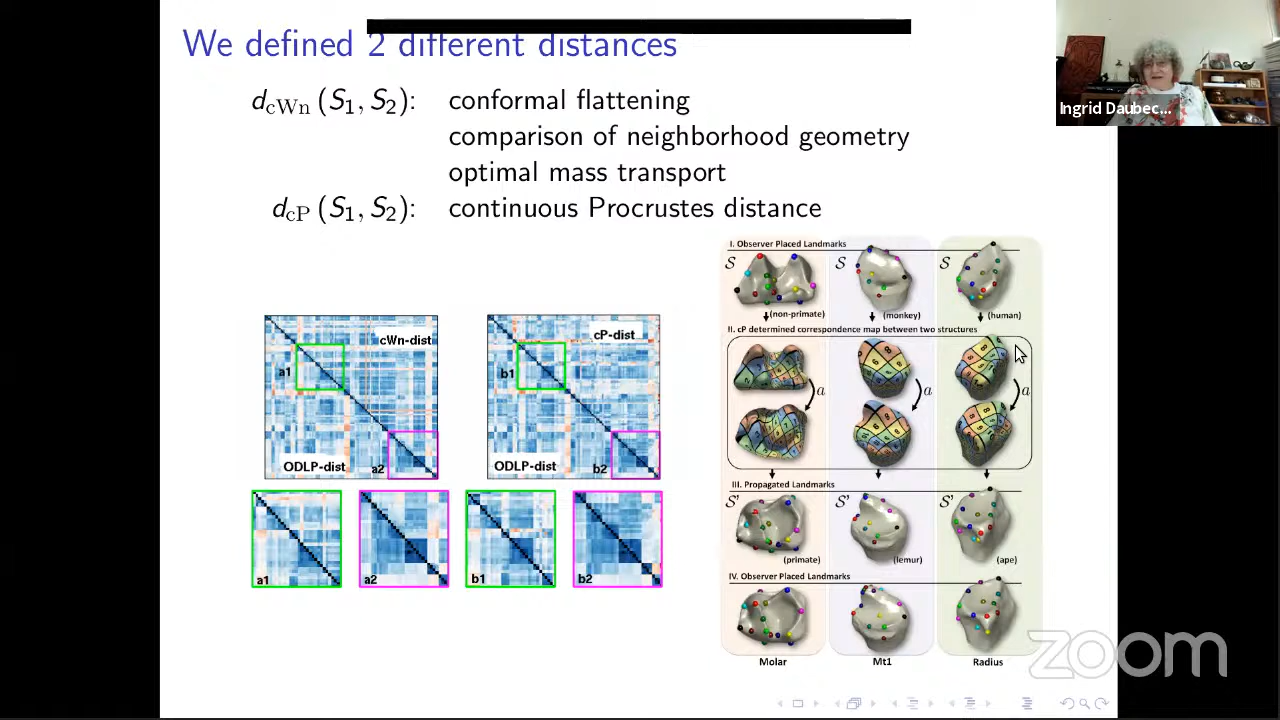 We defined 2 different distances
d_cWn (S1, S2): conformal flattening
comparison of neighborhood geometry
optimal mass transport
d_cP (S1, S2): continuous Procrustes distance
Ingrid Daubec...
cWn-dist
a1
ODLP-dist
a2
cP-dist
b1
ODLP-dist
b2
a1
a2
b1
b2
I. Observer Placed Landmarks
S S S
(non-primate) (monkey) (human)
II. cP determined correspondence map between two structures
a a a
III. Propagated Landmarks
S' S' S'
(primate) (lemur) (ape)
IV. Observer Placed Landmarks
Molar Mt1 Radius
zoom